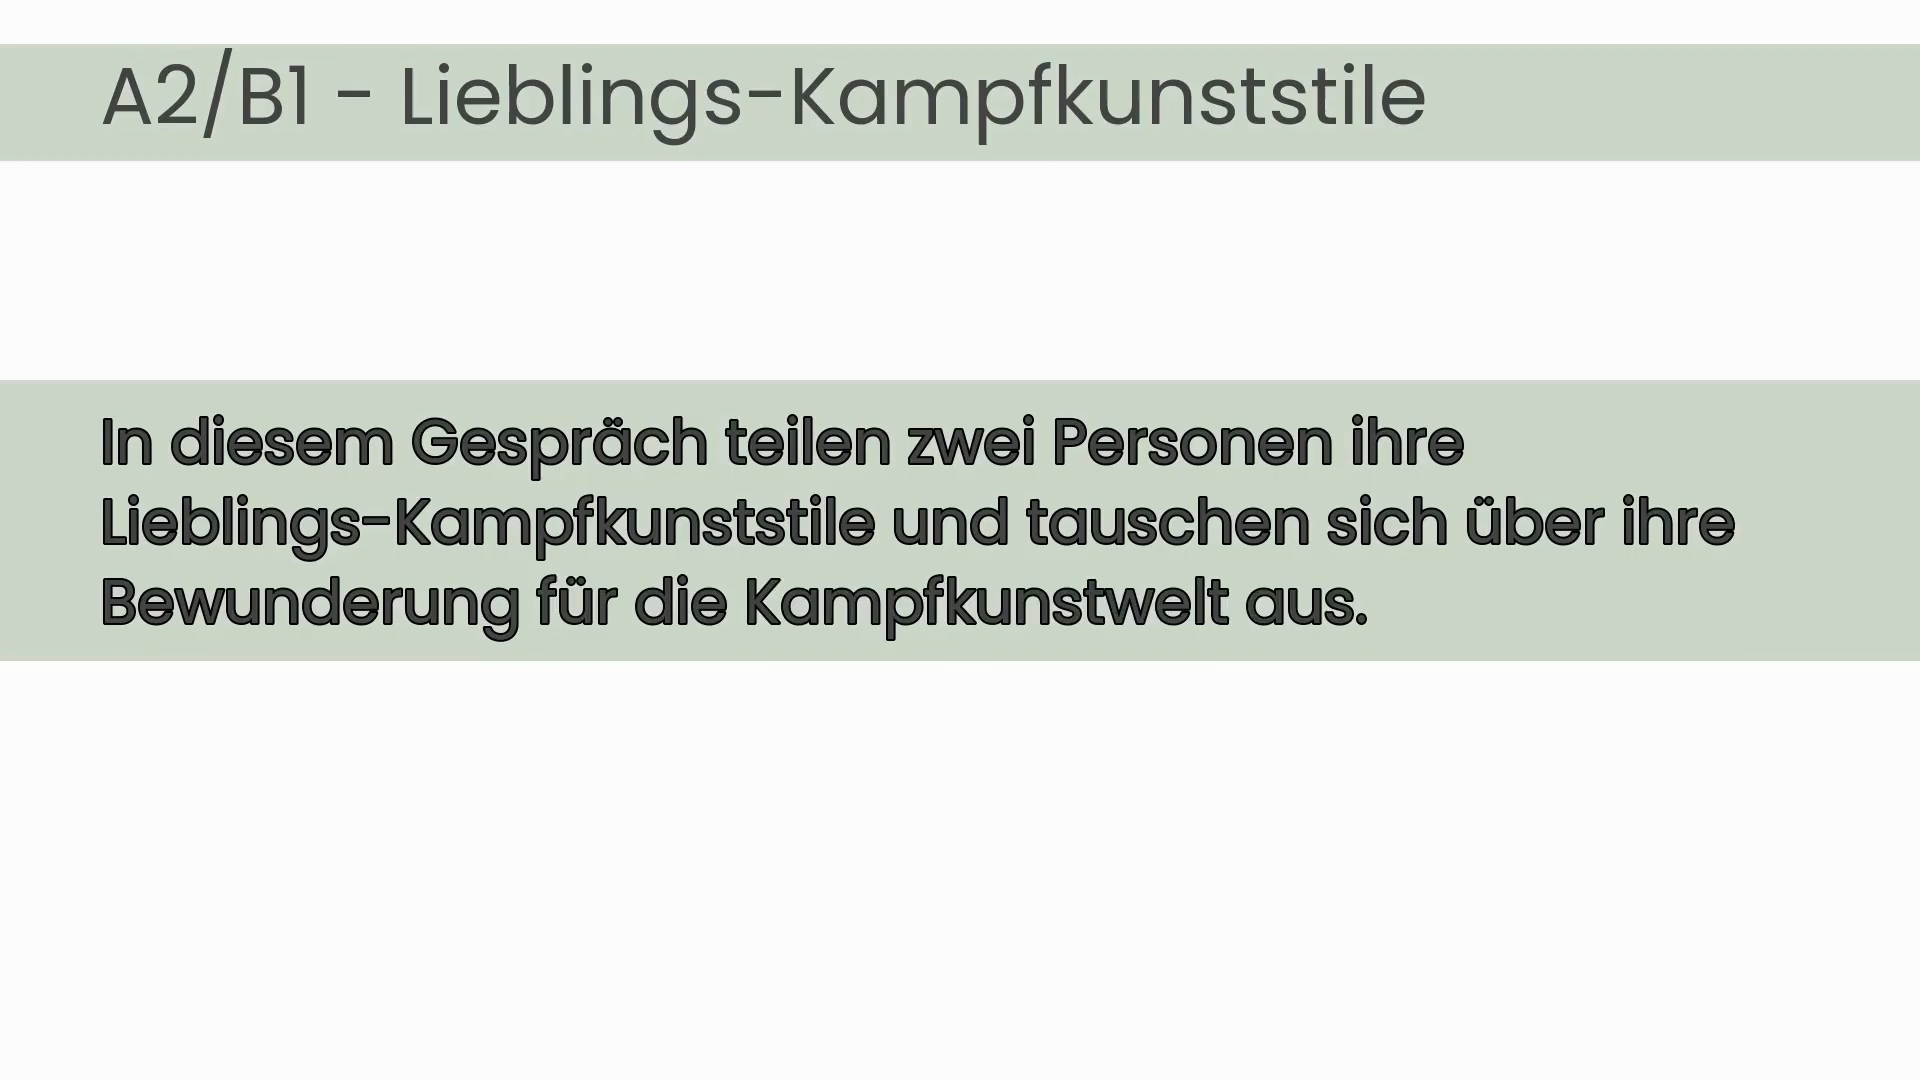 A2/B1 - Lieblings-Kampfkunststile
In diesem Gespräch teilen zwei Personen ihre
Lieblings-Kampfkunststile und tauschen sich über ihre
Bewunderung für die Kampfkunstwelt aus.